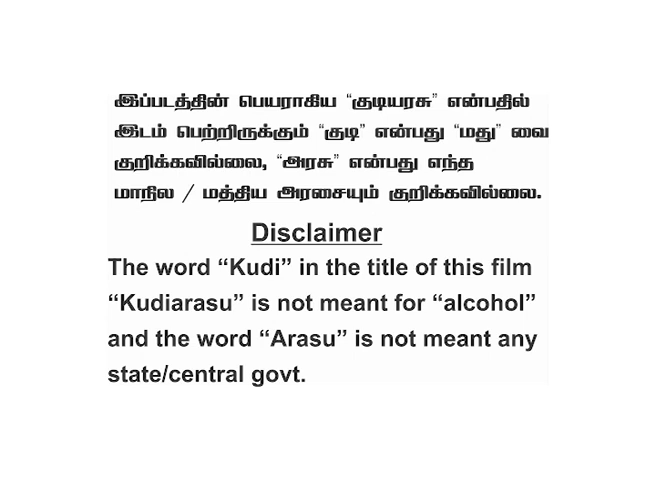 இப்படத்தின் பெயராகிய “குடியரசு” என்பதில்
இடம் பெற்றிருக்கும் “குடி” என்பது “மது” வை
குறிக்கவில்லை, “அரசு” என்பது எந்த
மாநில / மத்திய அரசையும் குறிக்கவில்லை.
Disclaimer
The word “Kudi” in the title of this film
“Kudiarasu” is not meant for “alcohol”
and the word “Arasu” is not meant any
state/central govt.